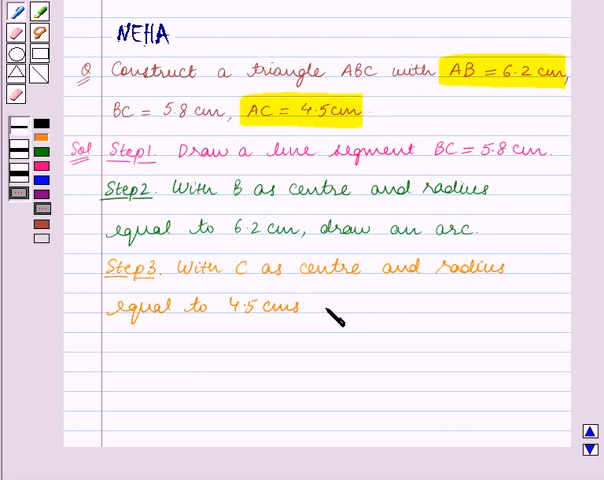 NEHA
Q Construct a triangle ABC with AB = 6.2 cm,
BC = 5.8 cm, AC = 4.5cm.
Sol Step1. Draw a line segment BC = 5.8 cm.
Step2. With B as centre and radius
equal to 6.2 cm, draw an arc.
Step3. With C as centre and radius
equal to 4.5 cms